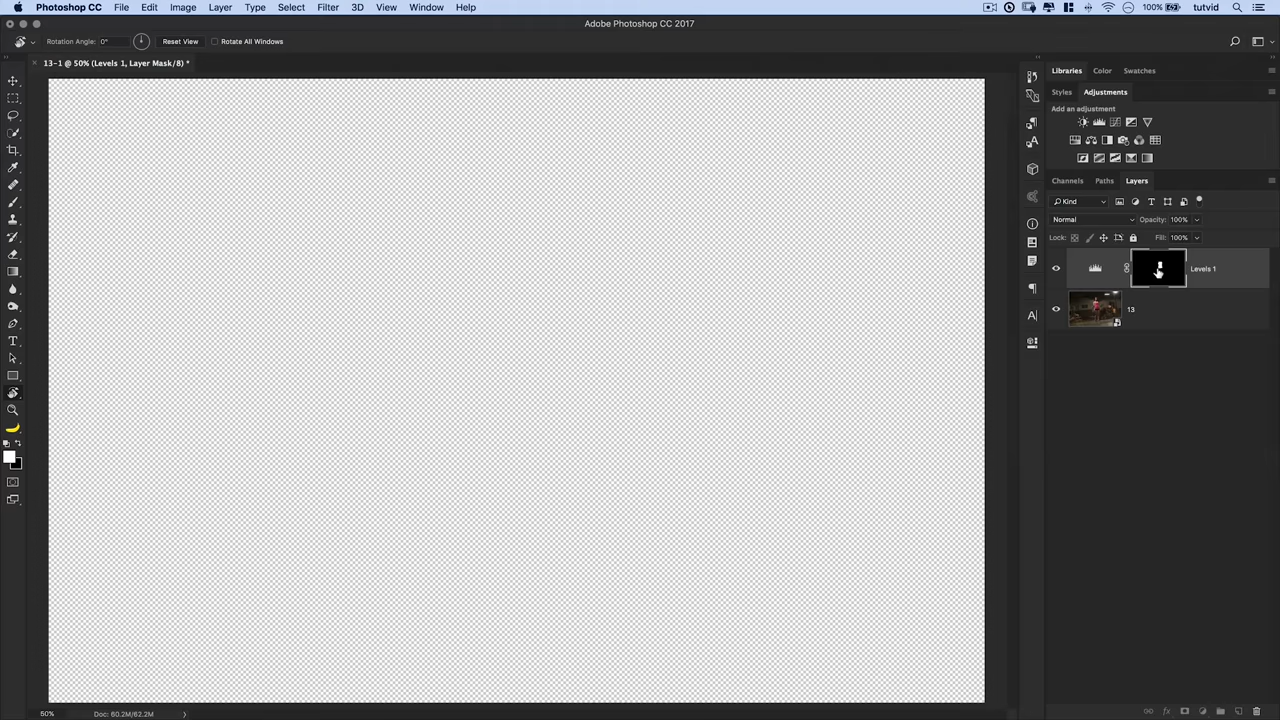 Photoshop CC File Edit Image Layer Type Select Filter 3D View Window Help 100% tutvid
Adobe Photoshop CC 2017
Rotation Angle: 0° Reset View Rotate All Windows
× 13-1 @ 50% (Levels 1, Layer Mask/8) *
Libraries Color Swatches
Styles Adjustments
Add an adjustment
Channels Paths Layers
Kind
Normal Opacity: 100%
Lock: Fill: 100%
Levels 1
13
50% Doc: 60.2M/62.2M